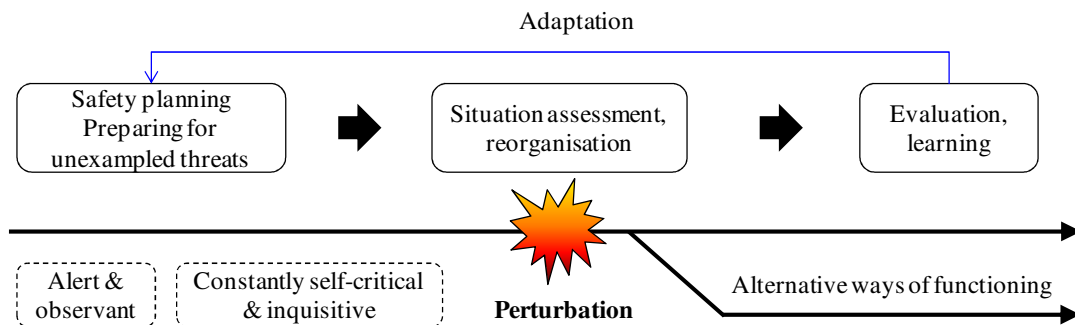 Adaptation
Safety planning
Preparing for
unexampled threats
Situation assessment,
reorganisation
Evaluation,
learning
Alert &
observant
Constantly self-critical
& inquisitive
Perturbation
Alternative ways of functioning